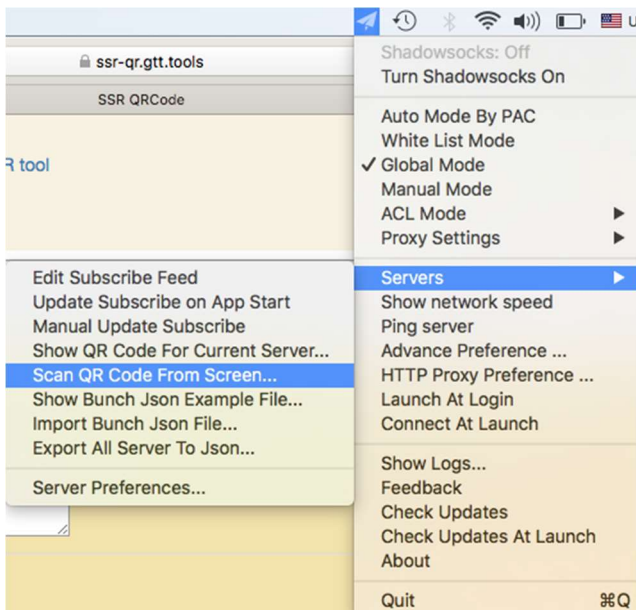 U
ssr-qr.gtt.tools
SSR QRCode
R tool
Shadowsocks: Off
Turn Shadowsocks On
Auto Mode By PAC
White List Mode
✓ Global Mode
Manual Mode
ACL Mode
Proxy Settings
Servers
Show network speed
Ping server
Advance Preference ...
HTTP Proxy Preference ...
Launch At Login
Connect At Launch
Show Logs...
Feedback
Check Updates
Check Updates At Launch
About
Quit ⌘Q
Edit Subscribe Feed
Update Subscribe on App Start
Manual Update Subscribe
Show QR Code For Current Server...
Scan QR Code From Screen...
Show Bunch Json Example File...
Import Bunch Json File...
Export All Server To Json...
Server Preferences...